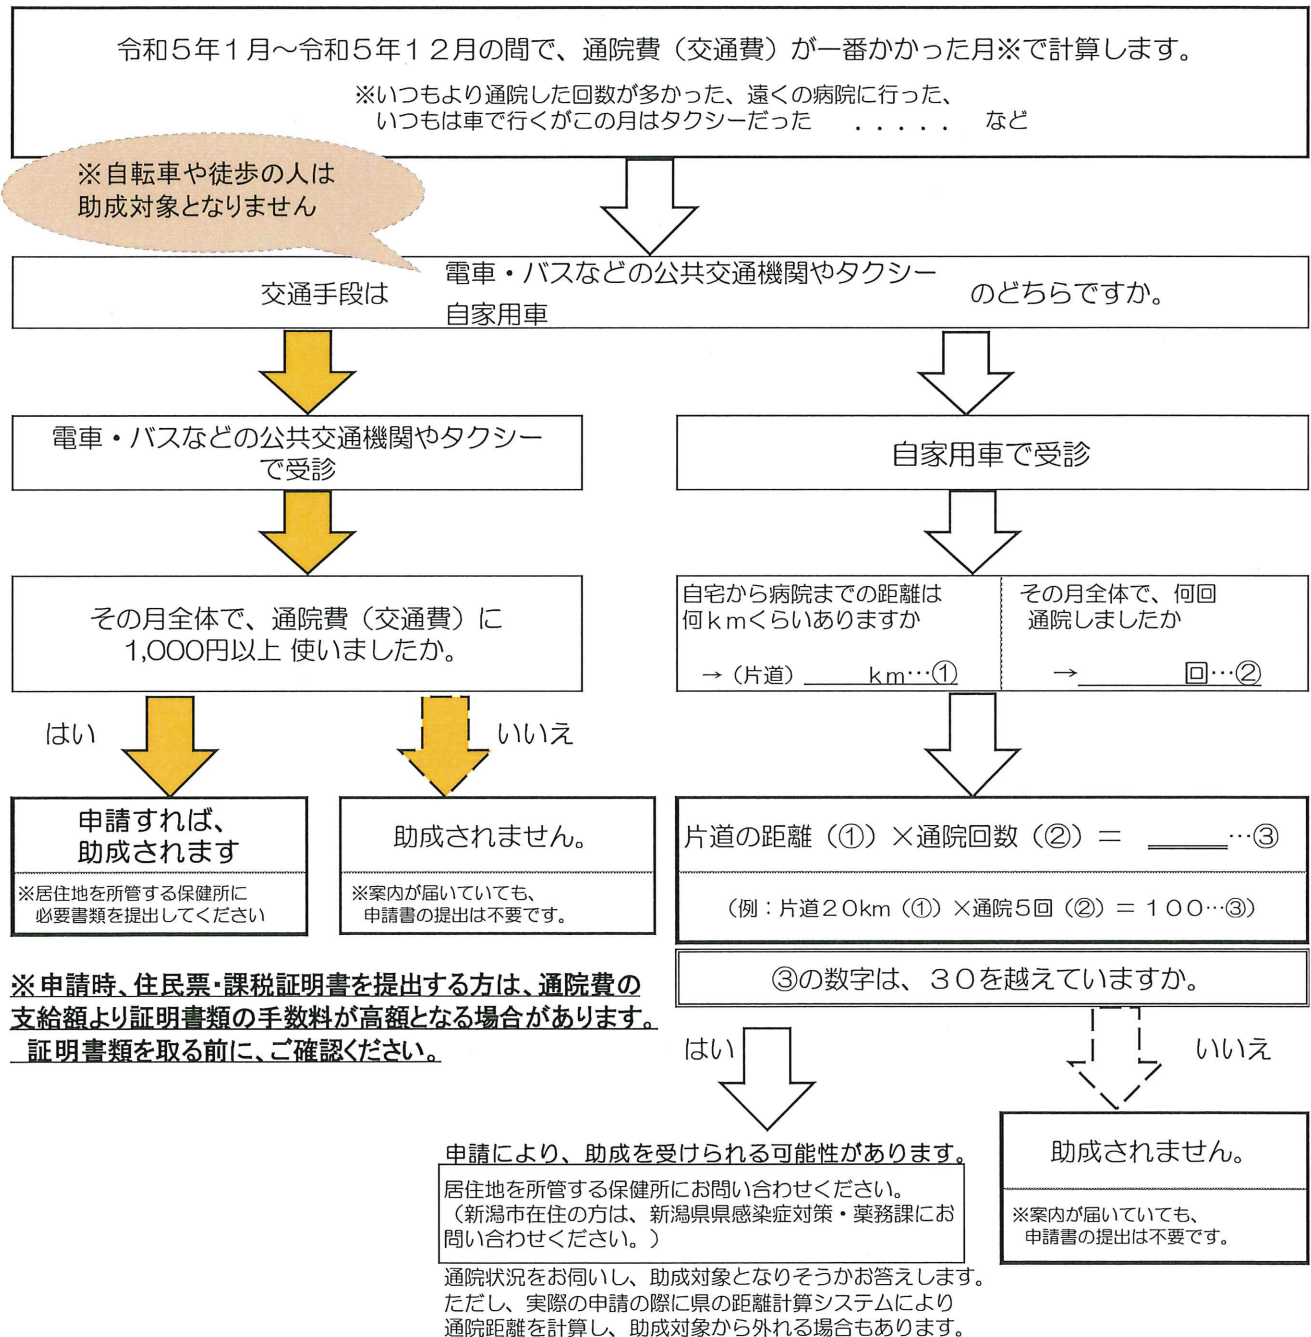 令和５年１月～令和５年１２月の間で、通院費（交通費）が一番かかった月※で計算します。
※いつもより通院した回数が多かった、遠くの病院に行った、
いつもは車で行くがこの月はタクシーだった　．．．．．　など
※自転車や徒歩の人は
助成対象となりません
交通手段は
電車・バスなどの公共交通機関やタクシー
自家用車
のどちらですか。
電車・バスなどの公共交通機関やタクシー
で受診
その月全体で、通院費（交通費）に
1,000円以上 使いましたか。
はい
いいえ
申請すれば、
助成されます
※居住地を所管する保健所に
必要書類を提出してください
助成されません。
※案内が届いていても、
申請書の提出は不要です。
※申請時、住民票・課税証明書を提出する方は、通院費の
支給額より証明書類の手数料が高額となる場合があります。
証明書類を取る前に、ご確認ください。
自家用車で受診
自宅から病院までの距離は
何ｋｍくらいありますか
→（片道）＿＿＿ｋｍ…①
その月全体で、何回
通院しましたか
→＿＿＿＿＿回…②
片道の距離（①）×通院回数（②）＝　＿＿＿…③
（例：片道２０km（①）×通院５回（②）＝１００…③）
③の数字は、３０を越えていますか。
はい
いいえ
申請により、助成を受けられる可能性があります。
居住地を所管する保健所にお問い合わせください。
（新潟市在住の方は、新潟県県感染症対策・薬務課にお
問い合わせください。）
通院状況をお伺いし、助成対象となりそうかお答えします。
ただし、実際の申請の際に県の距離計算システムにより
通院距離を計算し、助成対象から外れる場合もあります。
助成されません。
※案内が届いていても、
申請書の提出は不要です。